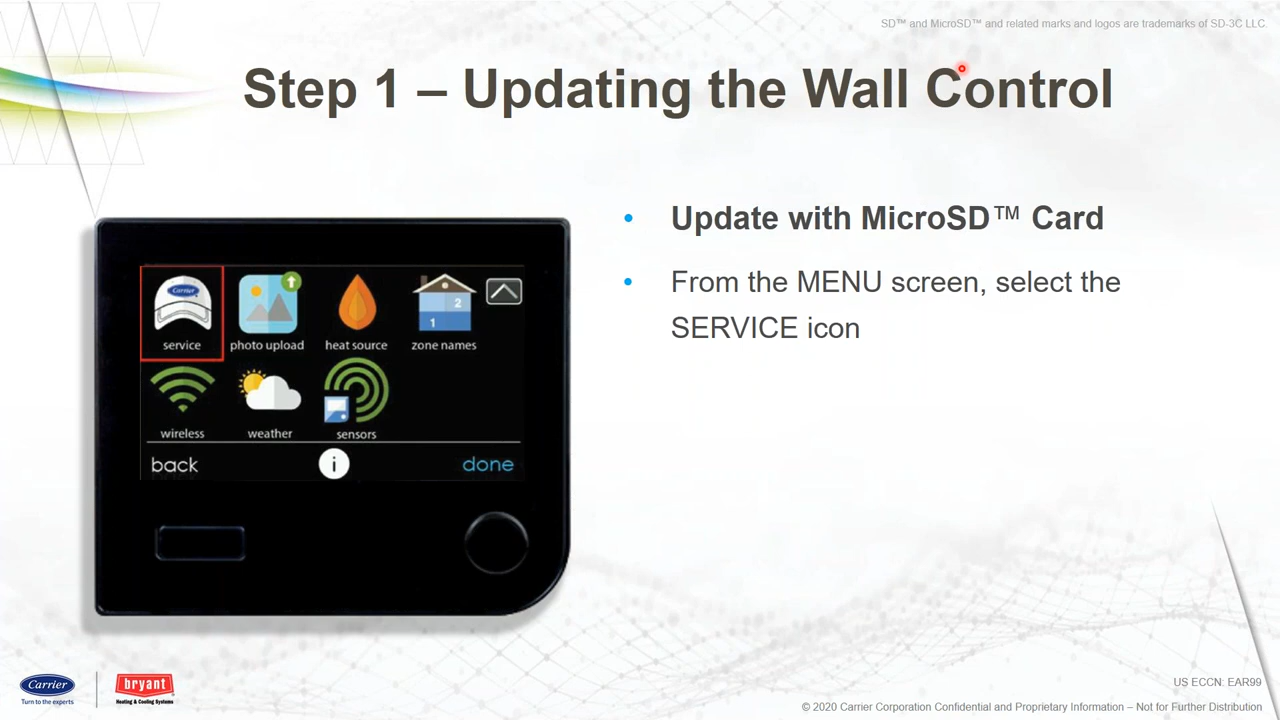 SD™ and MicroSD™ and related marks and logos are trademarks of SD-3C LLC.
Step 1 – Updating the Wall Control
• Update with MicroSD™ Card
• From the MENU screen, select the
SERVICE icon
Carrier
service
photo upload
heat source
1
2
zone names
wireless
weather
sensors
back
i
done
Carrier
Turn to the experts
bryant
Heating & Cooling Systems
US ECCN: EAR99
© 2020 Carrier Corporation Confidential and Proprietary Information – Not for Further Distribution